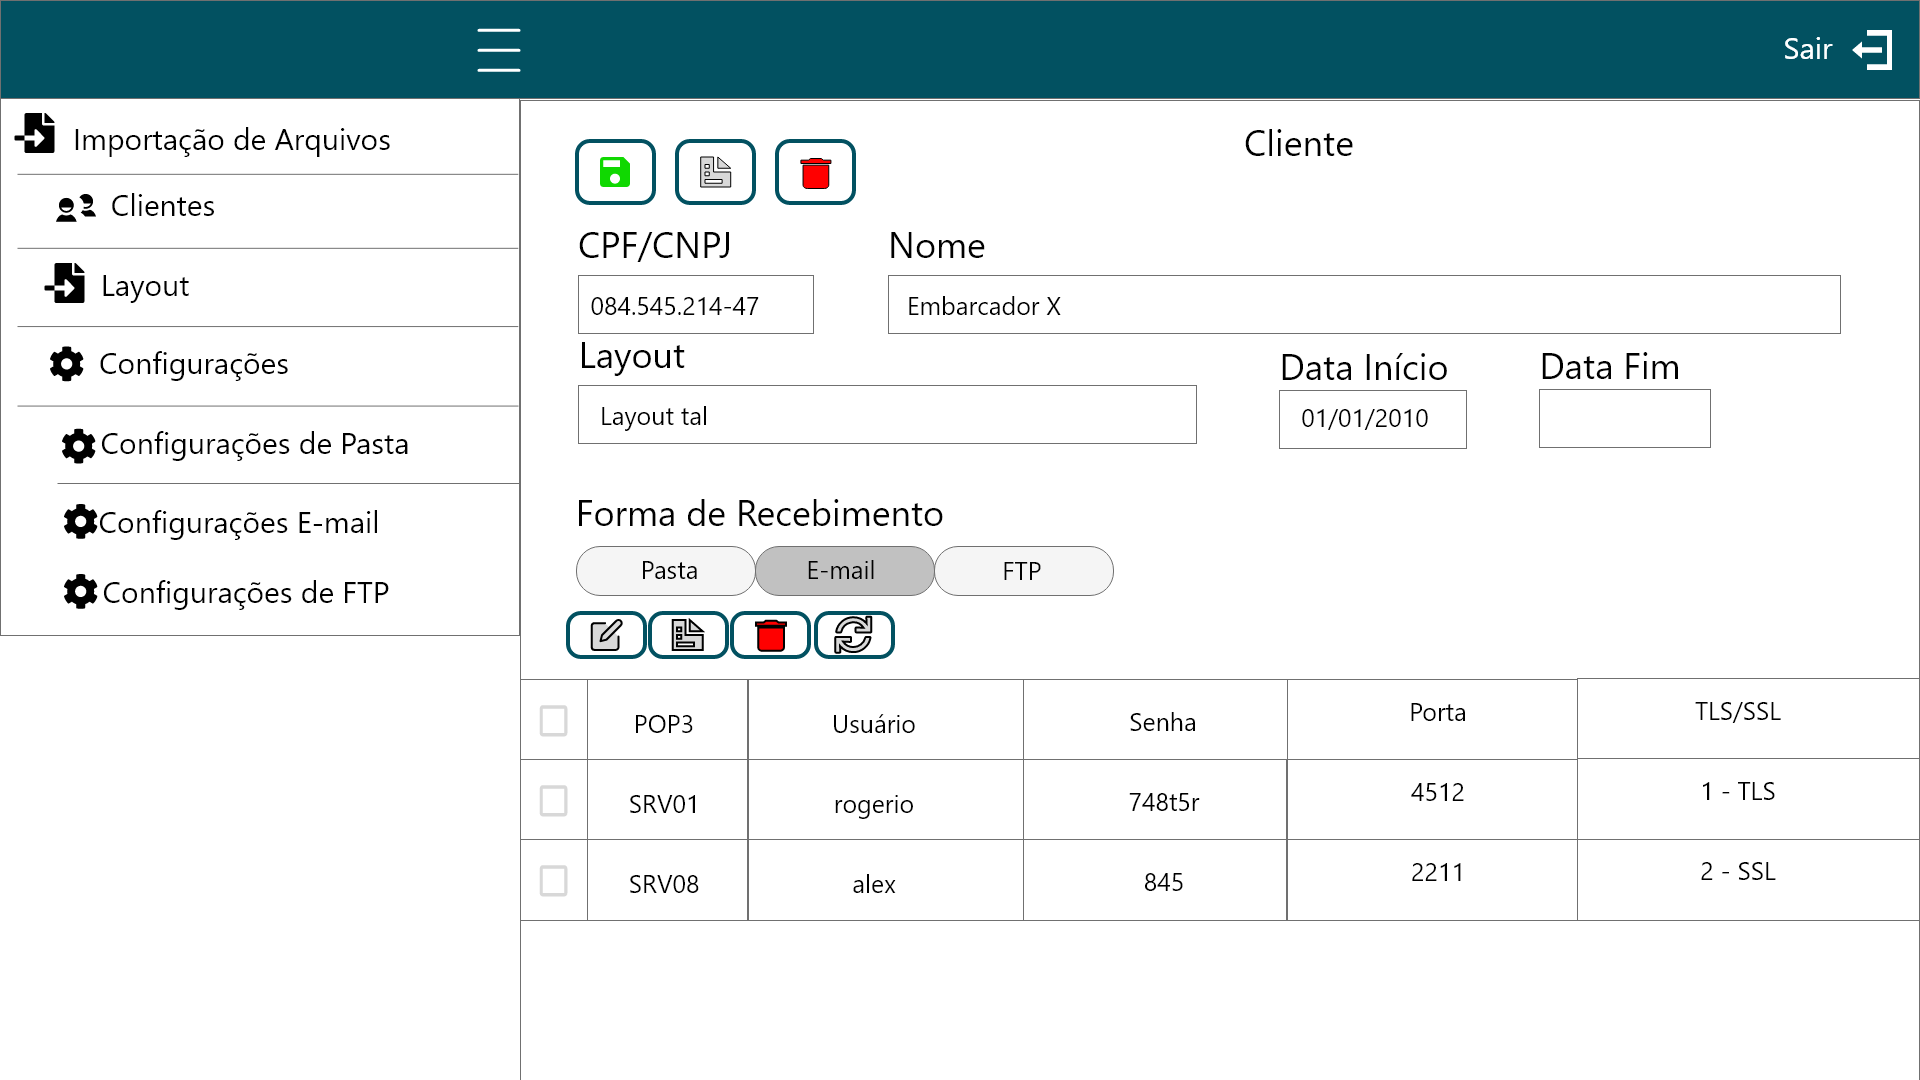 Sair
Importação de Arquivos
Clientes
Layout
Configurações
Configurações de Pasta
Configurações E-mail
Configurações de FTP
Cliente
CPF/CNPJ
Nome
084.545.214-47
Embarcador X
Layout
Data Início
Data Fim
Layout tal
01/01/2010
Forma de Recebimento
Pasta E-mail FTP
POP3 Usuário Senha Porta TLS/SSL
SRV01 rogerio 748t5r 4512 1 - TLS
SRV08 alex 845 2211 2 - SSL